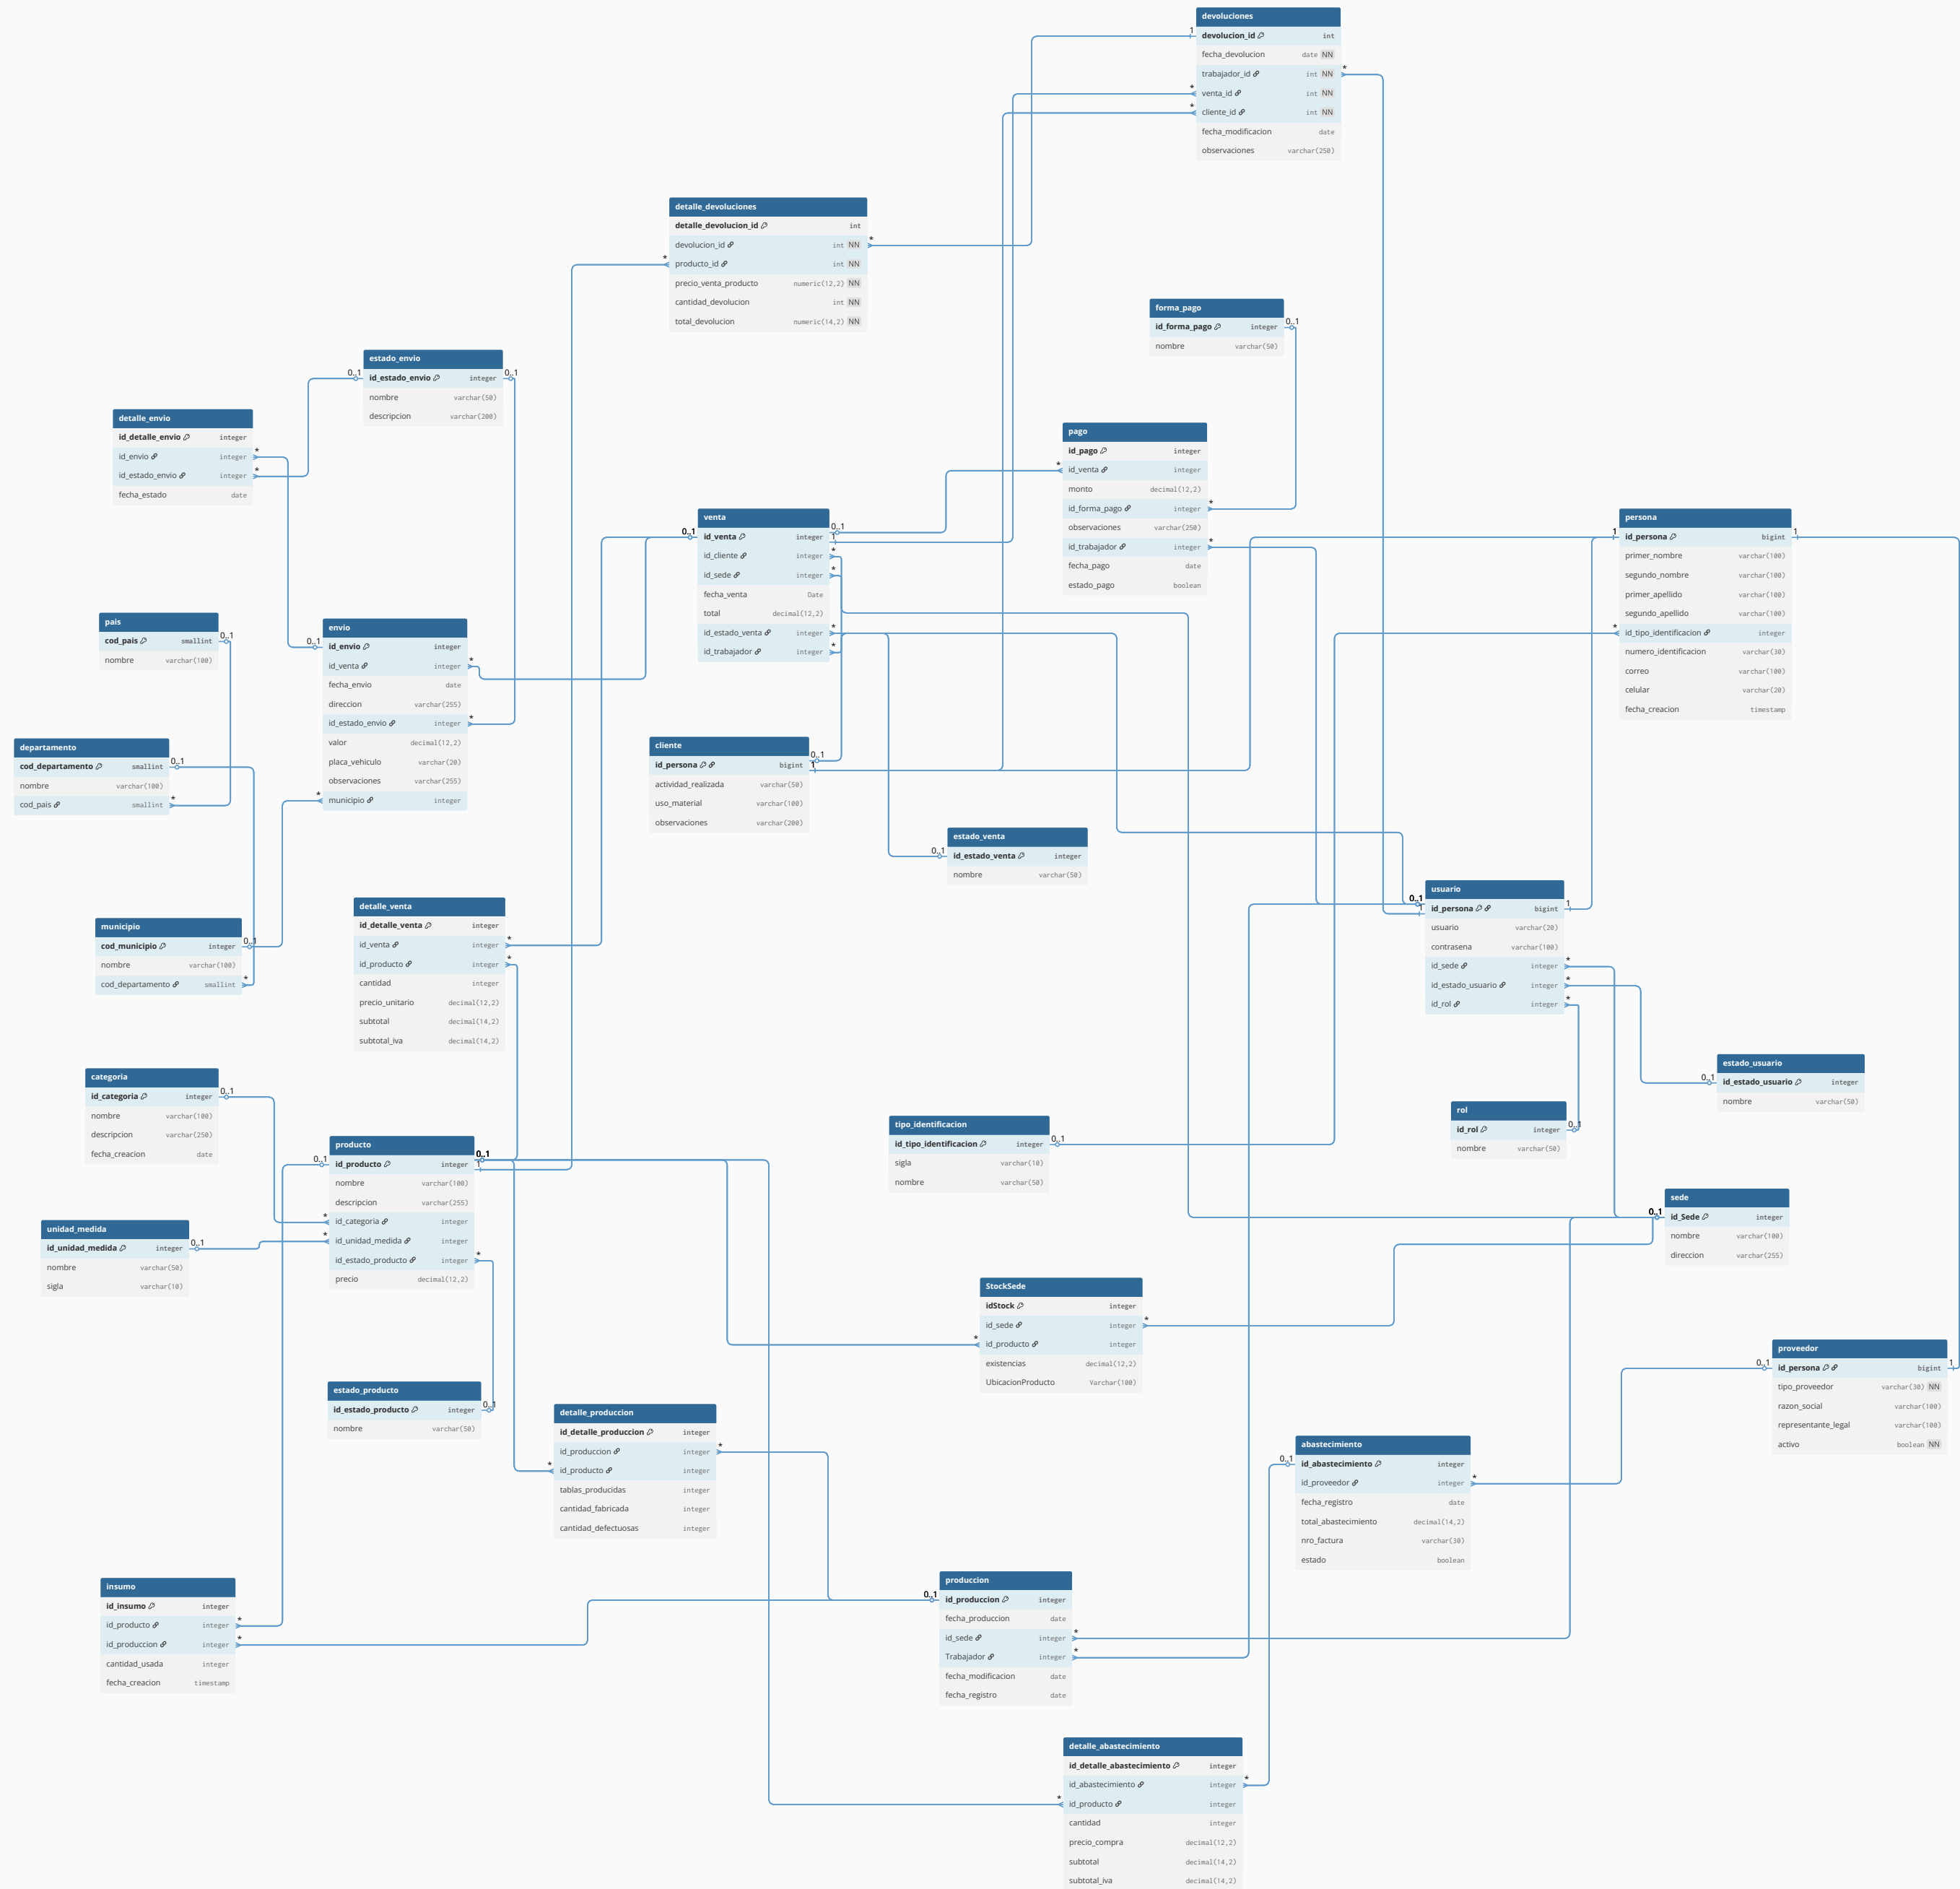 devoluciones
devolucion_id int
fecha_devolucion date NN
trabajador_id int NN
venta_id int NN
cliente_id int NN
fecha_modificacion date
observaciones varchar(250)
detalle_devoluciones
detalle_devolucion_id int
devolucion_id int NN
producto_id int NN
precio_venta_producto numeric(12,2) NN
cantidad_devolucion int NN
total_devolucion numeric(14,2) NN
forma_pago
id_forma_pago integer
nombre varchar(50)
estado_envio
id_estado_envio integer
nombre varchar(50)
descripcion varchar(200)
detalle_envio
id_detalle_envio integer
id_envio integer
id_estado_envio integer
fecha_estado date
pago
id_pago integer
id_venta integer
monto decimal(12,2)
id_forma_pago integer
observaciones varchar(250)
id_trabajador integer
fecha_pago date
estado_pago boolean
venta
id_venta integer
id_cliente integer
id_sede integer
fecha_venta Date
total decimal(12,2)
id_estado_venta integer
id_trabajador integer
persona
id_persona bigint
primer_nombre varchar(100)
segundo_nombre varchar(100)
primer_apellido varchar(100)
segundo_apellido varchar(100)
id_tipo_identificacion integer
numero_identificacion varchar(30)
correo varchar(100)
celular varchar(20)
fecha_creacion timestamp
pais
cod_pais smallint
nombre varchar(100)
envio
id_envio integer
id_venta integer
fecha_envio date
direccion varchar(255)
id_estado_envio integer
valor decimal(12,2)
placa_vehiculo varchar(20)
observaciones varchar(255)
municipio integer
departamento
cod_departamento smallint
nombre varchar(100)
cod_pais smallint
cliente
id_persona bigint
actividad_realizada varchar(50)
uso_material varchar(100)
observaciones varchar(200)
estado_venta
id_estado_venta integer
nombre varchar(50)
usuario
id_persona bigint
usuario varchar(20)
contrasena varchar(100)
id_sede integer
id_estado_usuario integer
id_rol integer
detalle_venta
id_detalle_venta integer
id_venta integer
id_producto integer
cantidad integer
precio_unitario decimal(12,2)
subtotal decimal(14,2)
subtotal_iva decimal(14,2)
municipio
cod_municipio integer
nombre varchar(100)
cod_departamento smallint
estado_usuario
id_estado_usuario integer
nombre varchar(50)
categoria
id_categoria integer
nombre varchar(100)
descripcion varchar(250)
fecha_creacion date
rol
id_rol integer
nombre varchar(50)
tipo_identificacion
id_tipo_identificacion integer
sigla varchar(10)
nombre varchar(50)
producto
id_producto integer
nombre varchar(100)
descripcion varchar(255)
id_categoria integer
id_unidad_medida integer
id_estado_producto integer
precio decimal(12,2)
sede
id_Sede integer
nombre varchar(100)
direccion varchar(255)
unidad_medida
id_unidad_medida integer
nombre varchar(50)
sigla varchar(10)
StockSede
idStock integer
id_sede integer
id_producto integer
existencias decimal(12,2)
UbicacionProducto Varchar(100)
proveedor
id_persona bigint
tipo_proveedor varchar(30) NN
razon_social varchar(100)
representante_legal varchar(100)
activo boolean NN
estado_producto
id_estado_producto integer
nombre varchar(50)
detalle_produccion
id_detalle_produccion integer
id_produccion integer
id_producto integer
tablas_producidas integer
cantidad_fabricada integer
cantidad_defectuosas integer
abastecimiento
id_abastecimiento integer
id_proveedor integer
fecha_registro date
total_abastecimiento decimal(14,2)
nro_factura varchar(30)
estado boolean
insumo
id_insumo integer
id_producto integer
id_produccion integer
cantidad_usada integer
fecha_creacion timestamp
produccion
id_produccion integer
fecha_produccion date
id_sede integer
Trabajador integer
fecha_modificacion date
fecha_registro date
detalle_abastecimiento
id_detalle_abastecimiento integer
id_abastecimiento integer
id_producto integer
cantidad integer
precio_compra decimal(12,2)
subtotal decimal(14,2)
subtotal_iva decimal(14,2)